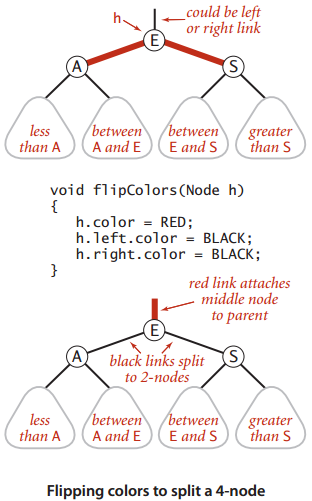 h
could be left
or right link
E
A
S
less
than A
between
A and E
between
E and S
greater
than S
void flipColors(Node h)
{
   h.color = RED;
   h.left.color = BLACK;
   h.right.color = BLACK;
}
red link attaches
middle node
to parent
E
A
S
black links split
to 2-nodes
less
than A
between
A and E
between
E and S
greater
than S
Flipping colors to split a 4-node